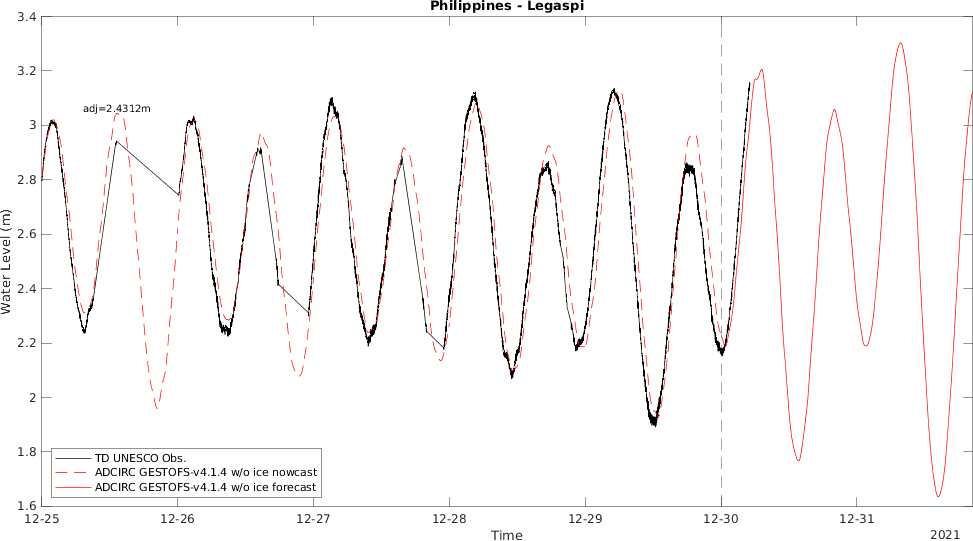 Philippines - Legaspi
3.4
3.2
3
2.8
2.6
2.4
2.2
2
1.8
1.6
Water Level (m)
adj=2.4312m
TD UNESCO Obs.
ADCIRC GESTOFS-v4.1.4 w/o ice nowcast
ADCIRC GESTOFS-v4.1.4 w/o ice forecast
12-25 12-26 12-27 12-28 12-29 12-30 12-31
Time
2021